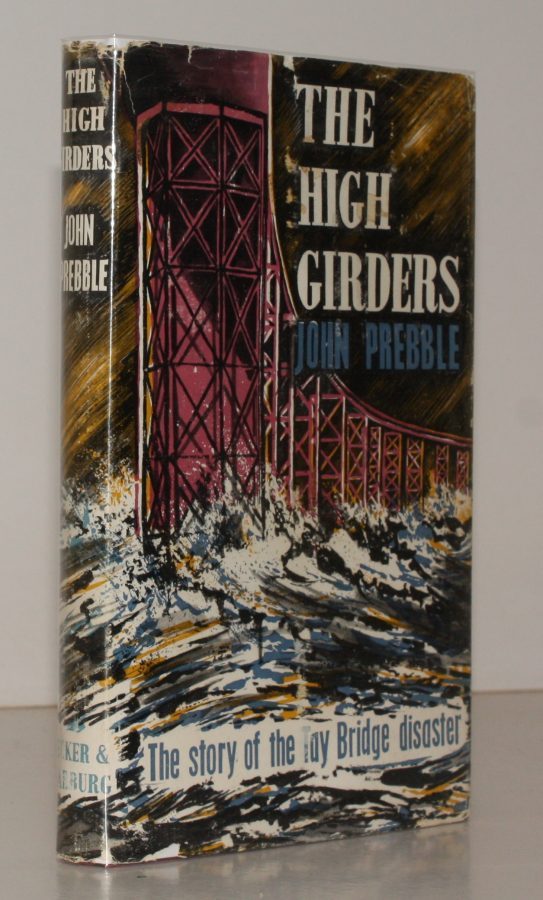 THE
HIGH
GIRDERS
JOHN
PREBBLE
THE
HIGH
GIRDERS
JOHN PREBBLE
The story of the Tay Bridge disaster
&